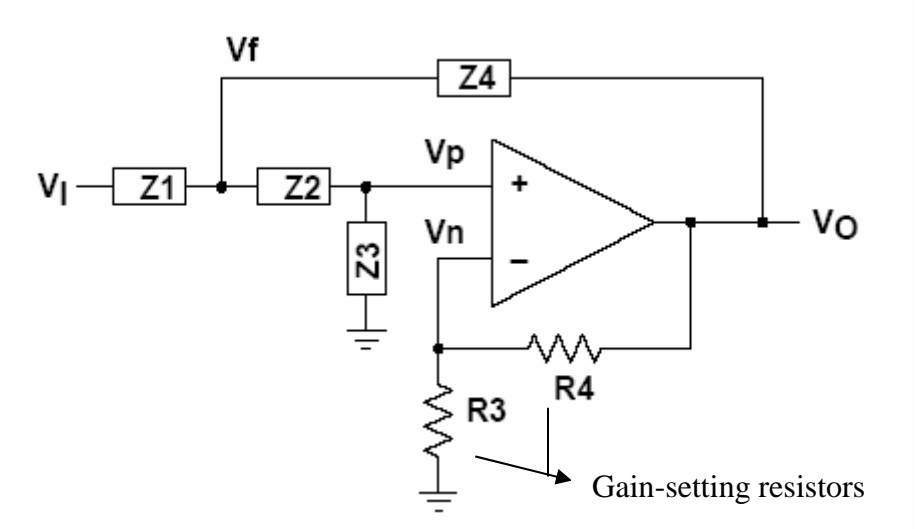 Vf
Z4
VI
Z1
Z2
Vp
+
Z3
Vn
−
VO
R4
R3
Gain-setting resistors